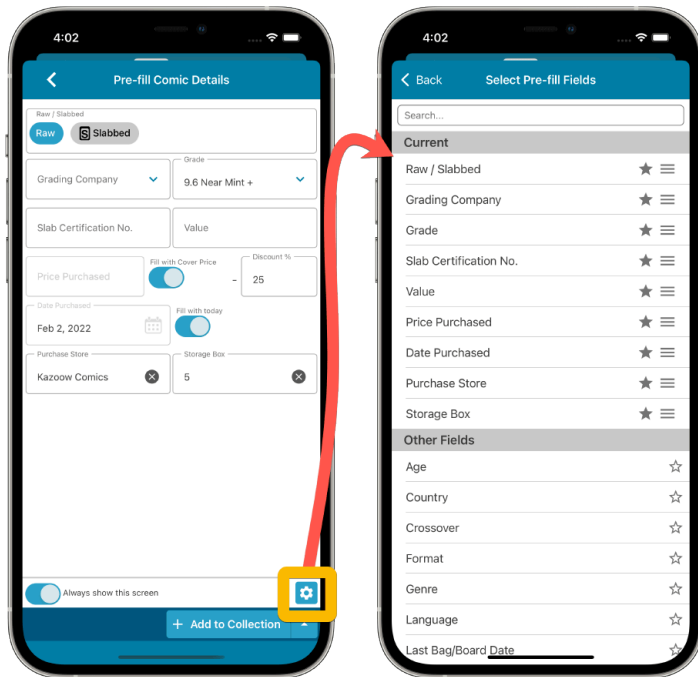 4:02
Pre-fill Comic Details
Raw / Slabbed
Raw
S Slabbed
Grading Company
Grade
9.6 Near Mint +
Slab Certification No.
Value
Price Purchased
Fill with Cover Price
-
Discount %
25
Date Purchased
Feb 2, 2022
Fill with today
Purchase Store
Kazoow Comics
Storage Box
5
Always show this screen
+ Add to Collection
4:02
Back
Select Pre-fill Fields
Search...
Current
Raw / Slabbed
Grading Company
Grade
Slab Certification No.
Value
Price Purchased
Date Purchased
Purchase Store
Storage Box
Other Fields
Age
Country
Crossover
Format
Genre
Language
Last Bag/Board Date